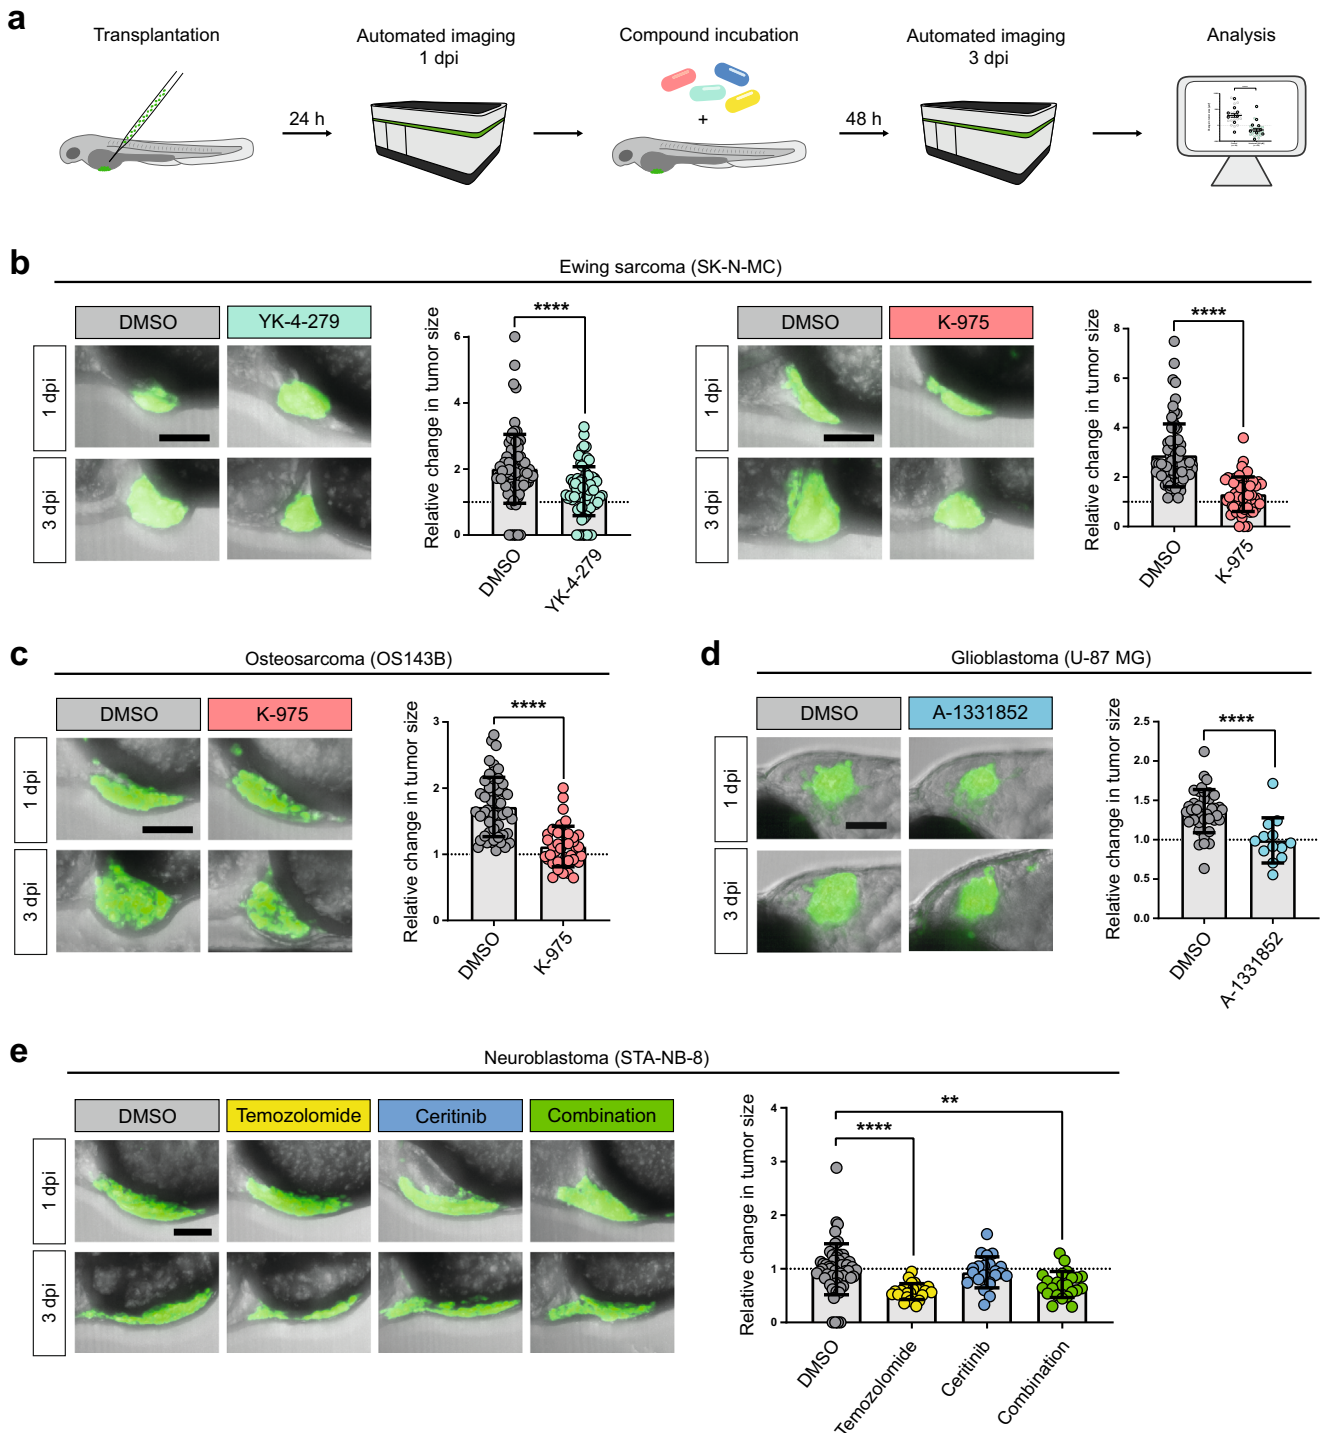 a
Transplantation
Automated imaging
1 dpi
Compound incubation
Automated imaging
3 dpi
Analysis
24 h
+
48 h
b
Ewing sarcoma (SK-N-MC)
DMSO
YK-4-279
1 dpi
3 dpi
Relative change in tumor size
6
4
2
0
****
DMSO
YK-4-279
DMSO
K-975
1 dpi
3 dpi
Relative change in tumor size
8
6
4
2
0
****
DMSO
K-975
c
Osteosarcoma (OS143B)
DMSO
K-975
1 dpi
3 dpi
Relative change in tumor size
3
2
1
0
****
DMSO
K-975
d
Glioblastoma (U-87 MG)
DMSO
A-1331852
1 dpi
3 dpi
Relative change in tumor size
2.5
2.0
1.5
1.0
0.5
0.0
****
DMSO
A-1331852
e
Neuroblastoma (STA-NB-8)
DMSO
Temozolomide
Ceritinib
Combination
1 dpi
3 dpi
Relative change in tumor size
4
3
2
1
0
**
****
DMSO
Temozolomide
Ceritinib
Combination